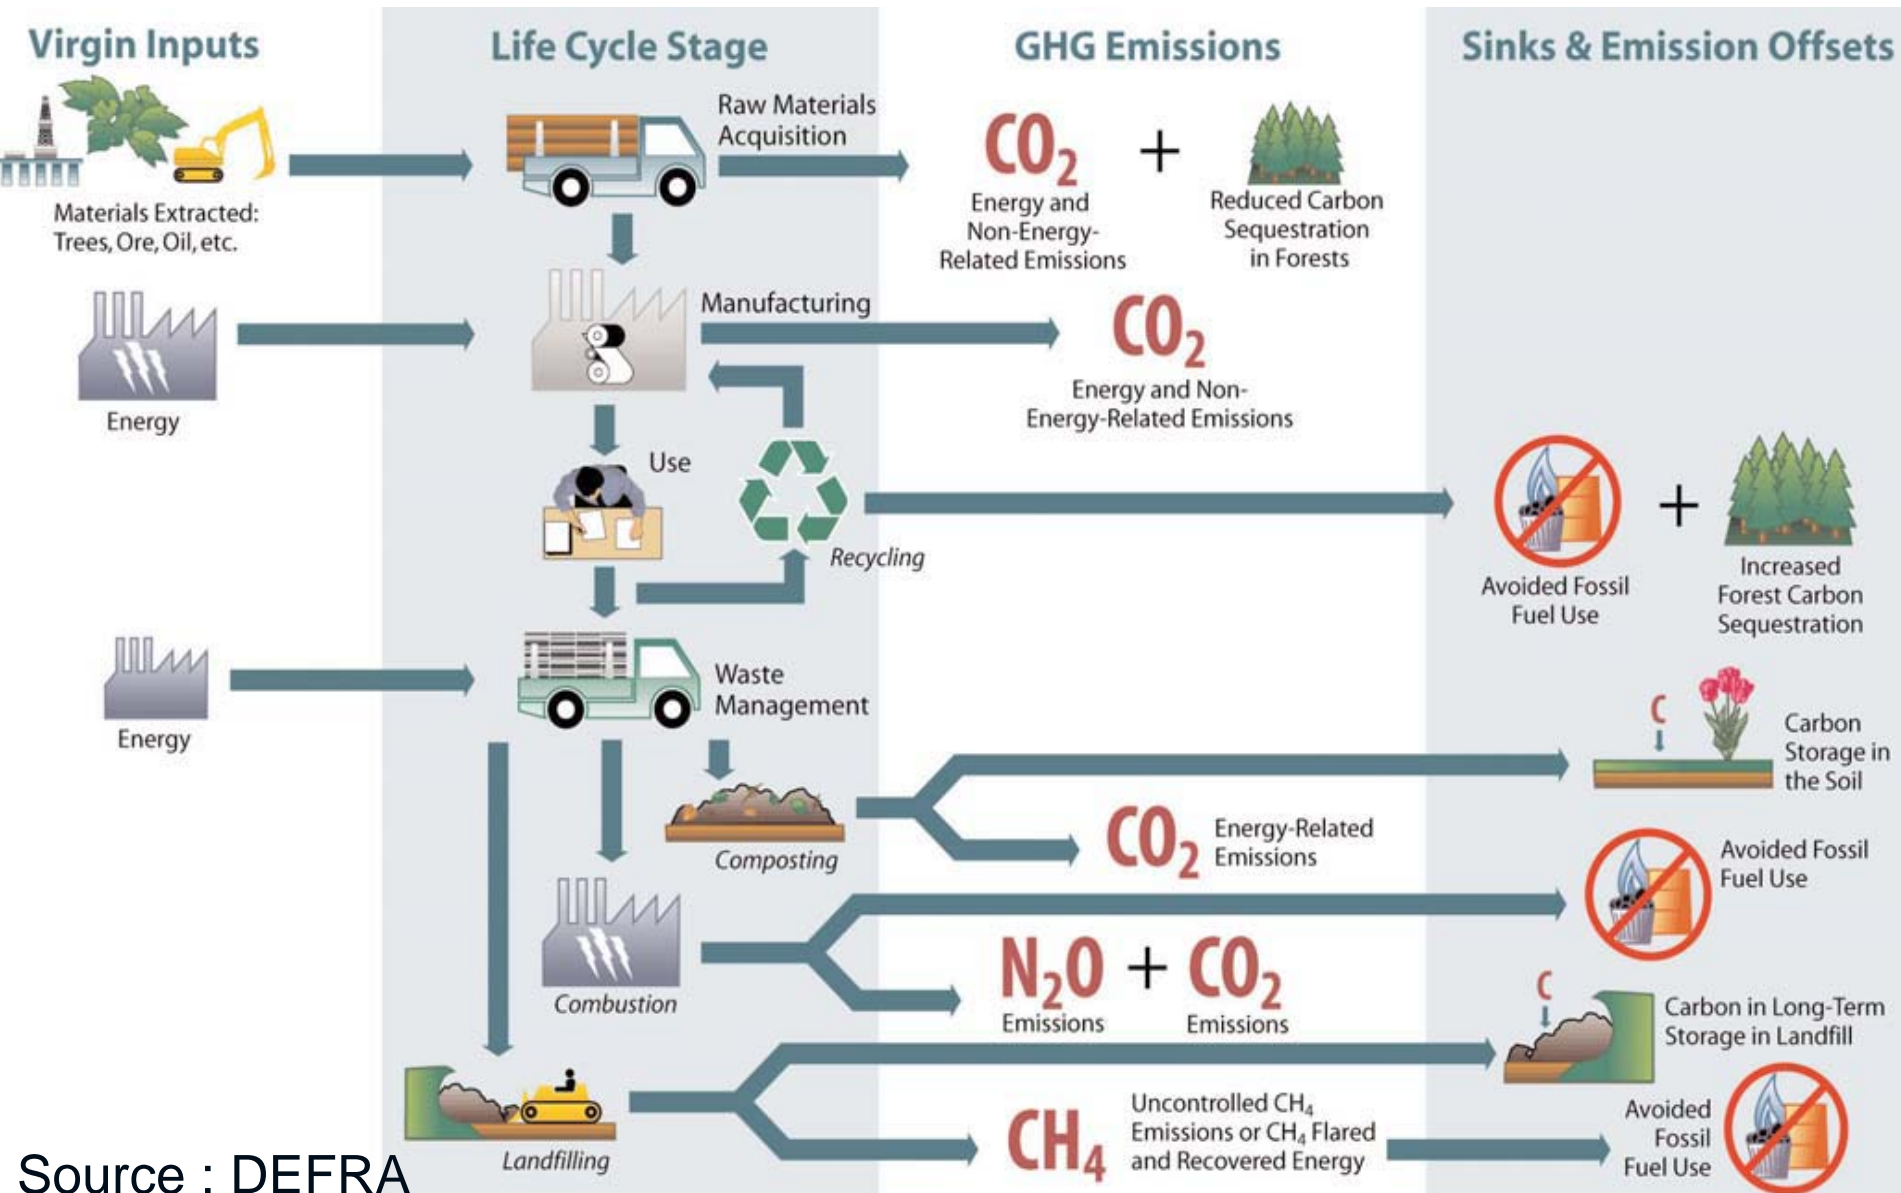 Virgin Inputs
Life Cycle Stage
GHG Emissions
Sinks & Emission Offsets
Materials Extracted:
Trees, Ore, Oil, etc.
Raw Materials
Acquisition
CO2
Energy and
Non-Energy-
Related Emissions
+
Reduced Carbon
Sequestration
in Forests
Energy
Manufacturing
CO2
Energy and Non-
Energy-Related Emissions
Use
Recycling
Avoided Fossil
Fuel Use
+
Increased
Forest Carbon
Sequestration
Energy
Waste
Management
Composting
C
Carbon
Storage in
the Soil
CO2
Energy-Related
Emissions
Combustion
Avoided Fossil
Fuel Use
N2O + CO2
Emissions
Emissions
Landfilling
C
Carbon in Long-Term
Storage in Landfill
CH4
Uncontrolled CH4
Emissions or CH4 Flared
and Recovered Energy
Avoided
Fossil
Fuel Use
Source : DEFRA